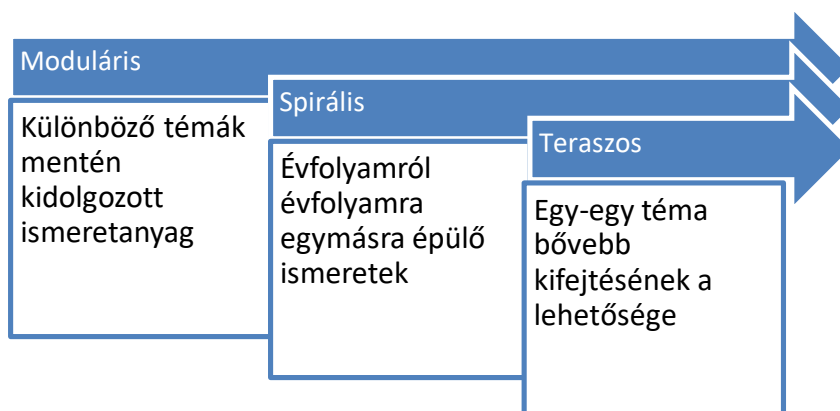 Moduláris
Különböző témák
mentén
kidolgozott
ismeretanyag
Spirális
Évfolyamról
évfolyamra
egymásra épülő
ismeretek
Teraszos
Egy-egy téma
bővebb
kifejtésének a
lehetősége